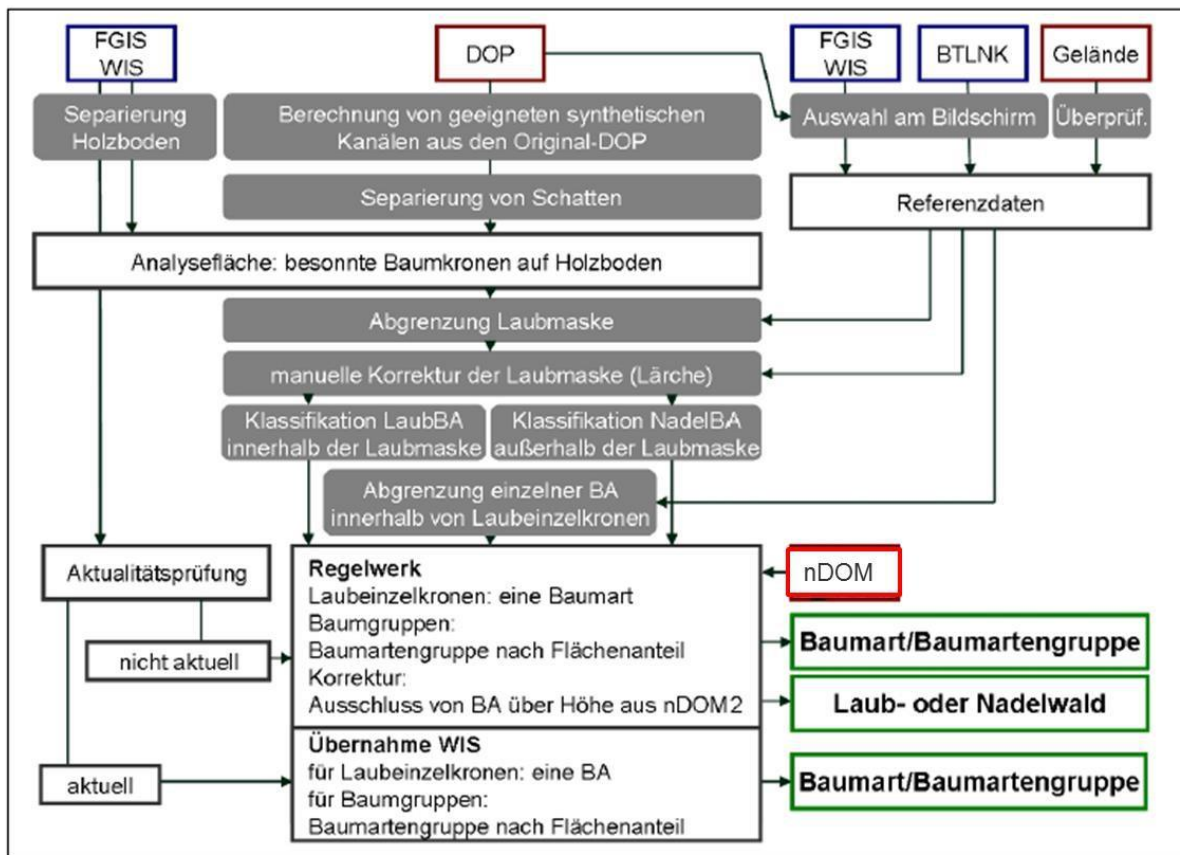 FGIS
WIS
DOP
FGIS
WIS
BTLNK
Gelände
Separierung
Holzboden
Berechnung von geeigneten synthetischen
Kanälen aus den Original-DOP
Auswahl am Bildschirm
Überprüf.
Separierung von Schatten
Referenzdaten
Analysefläche: besonnte Baumkronen auf Holzboden
Abgrenzung Laubmaske
manuelle Korrektur der Laubmaske (Lärche)
Klassifikation LaubBA
innerhalb der Laubmaske
Klassifikation NadelBA
außerhalb der Laubmaske
Abgrenzung einzelner BA
innerhalb von Laubeinzelkronen
Aktualitätsprüfung
nicht aktuell
aktuell
Regelwerk
Laubeinzelkronen: eine Baumart
Baumgruppen:
Baumartengruppe nach Flächenanteil
Korrektur:
Ausschluss von BA über Höhe aus nDOM2
Übernahme WIS
für Laubeinzelkronen: eine BA
für Baumgruppen:
Baumartengruppe nach Flächenanteil
nDOM
Baumart/Baumartengruppe
Laub- oder Nadelwald
Baumart/Baumartengruppe